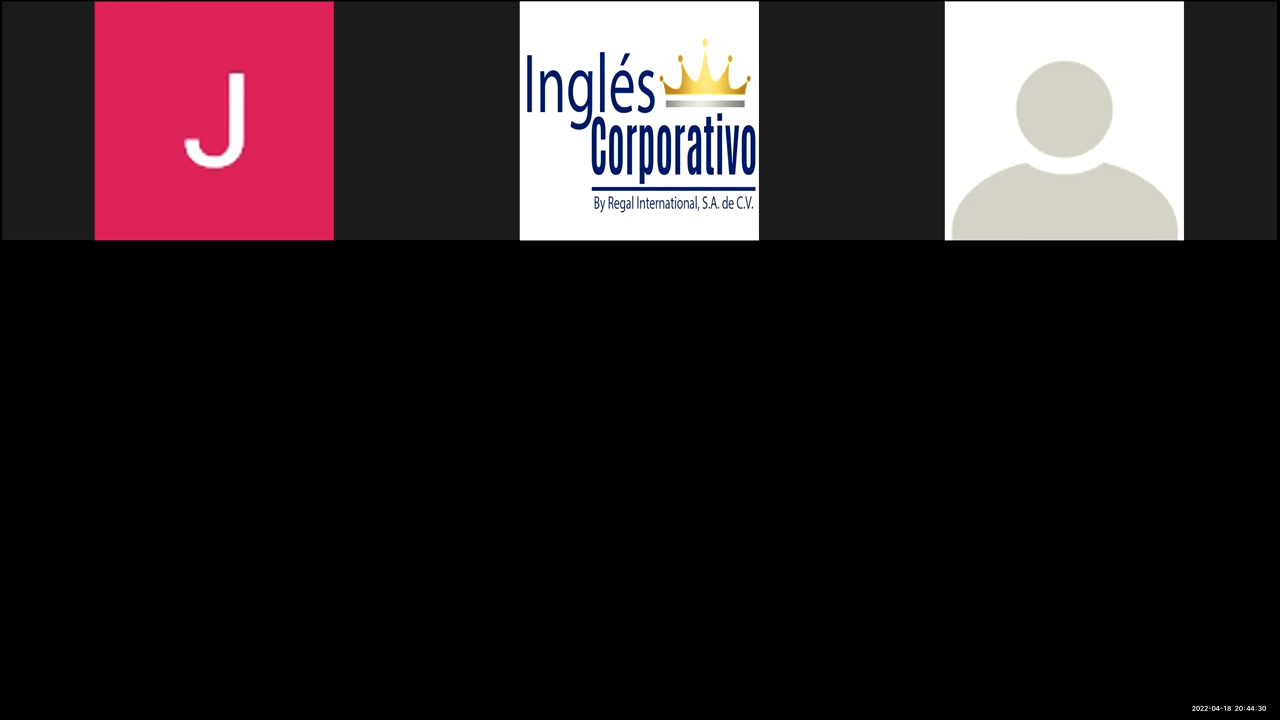 J
Inglés
Corporativo
By Regal International, S.A. de C.V.
2022-04-18 20:44:30